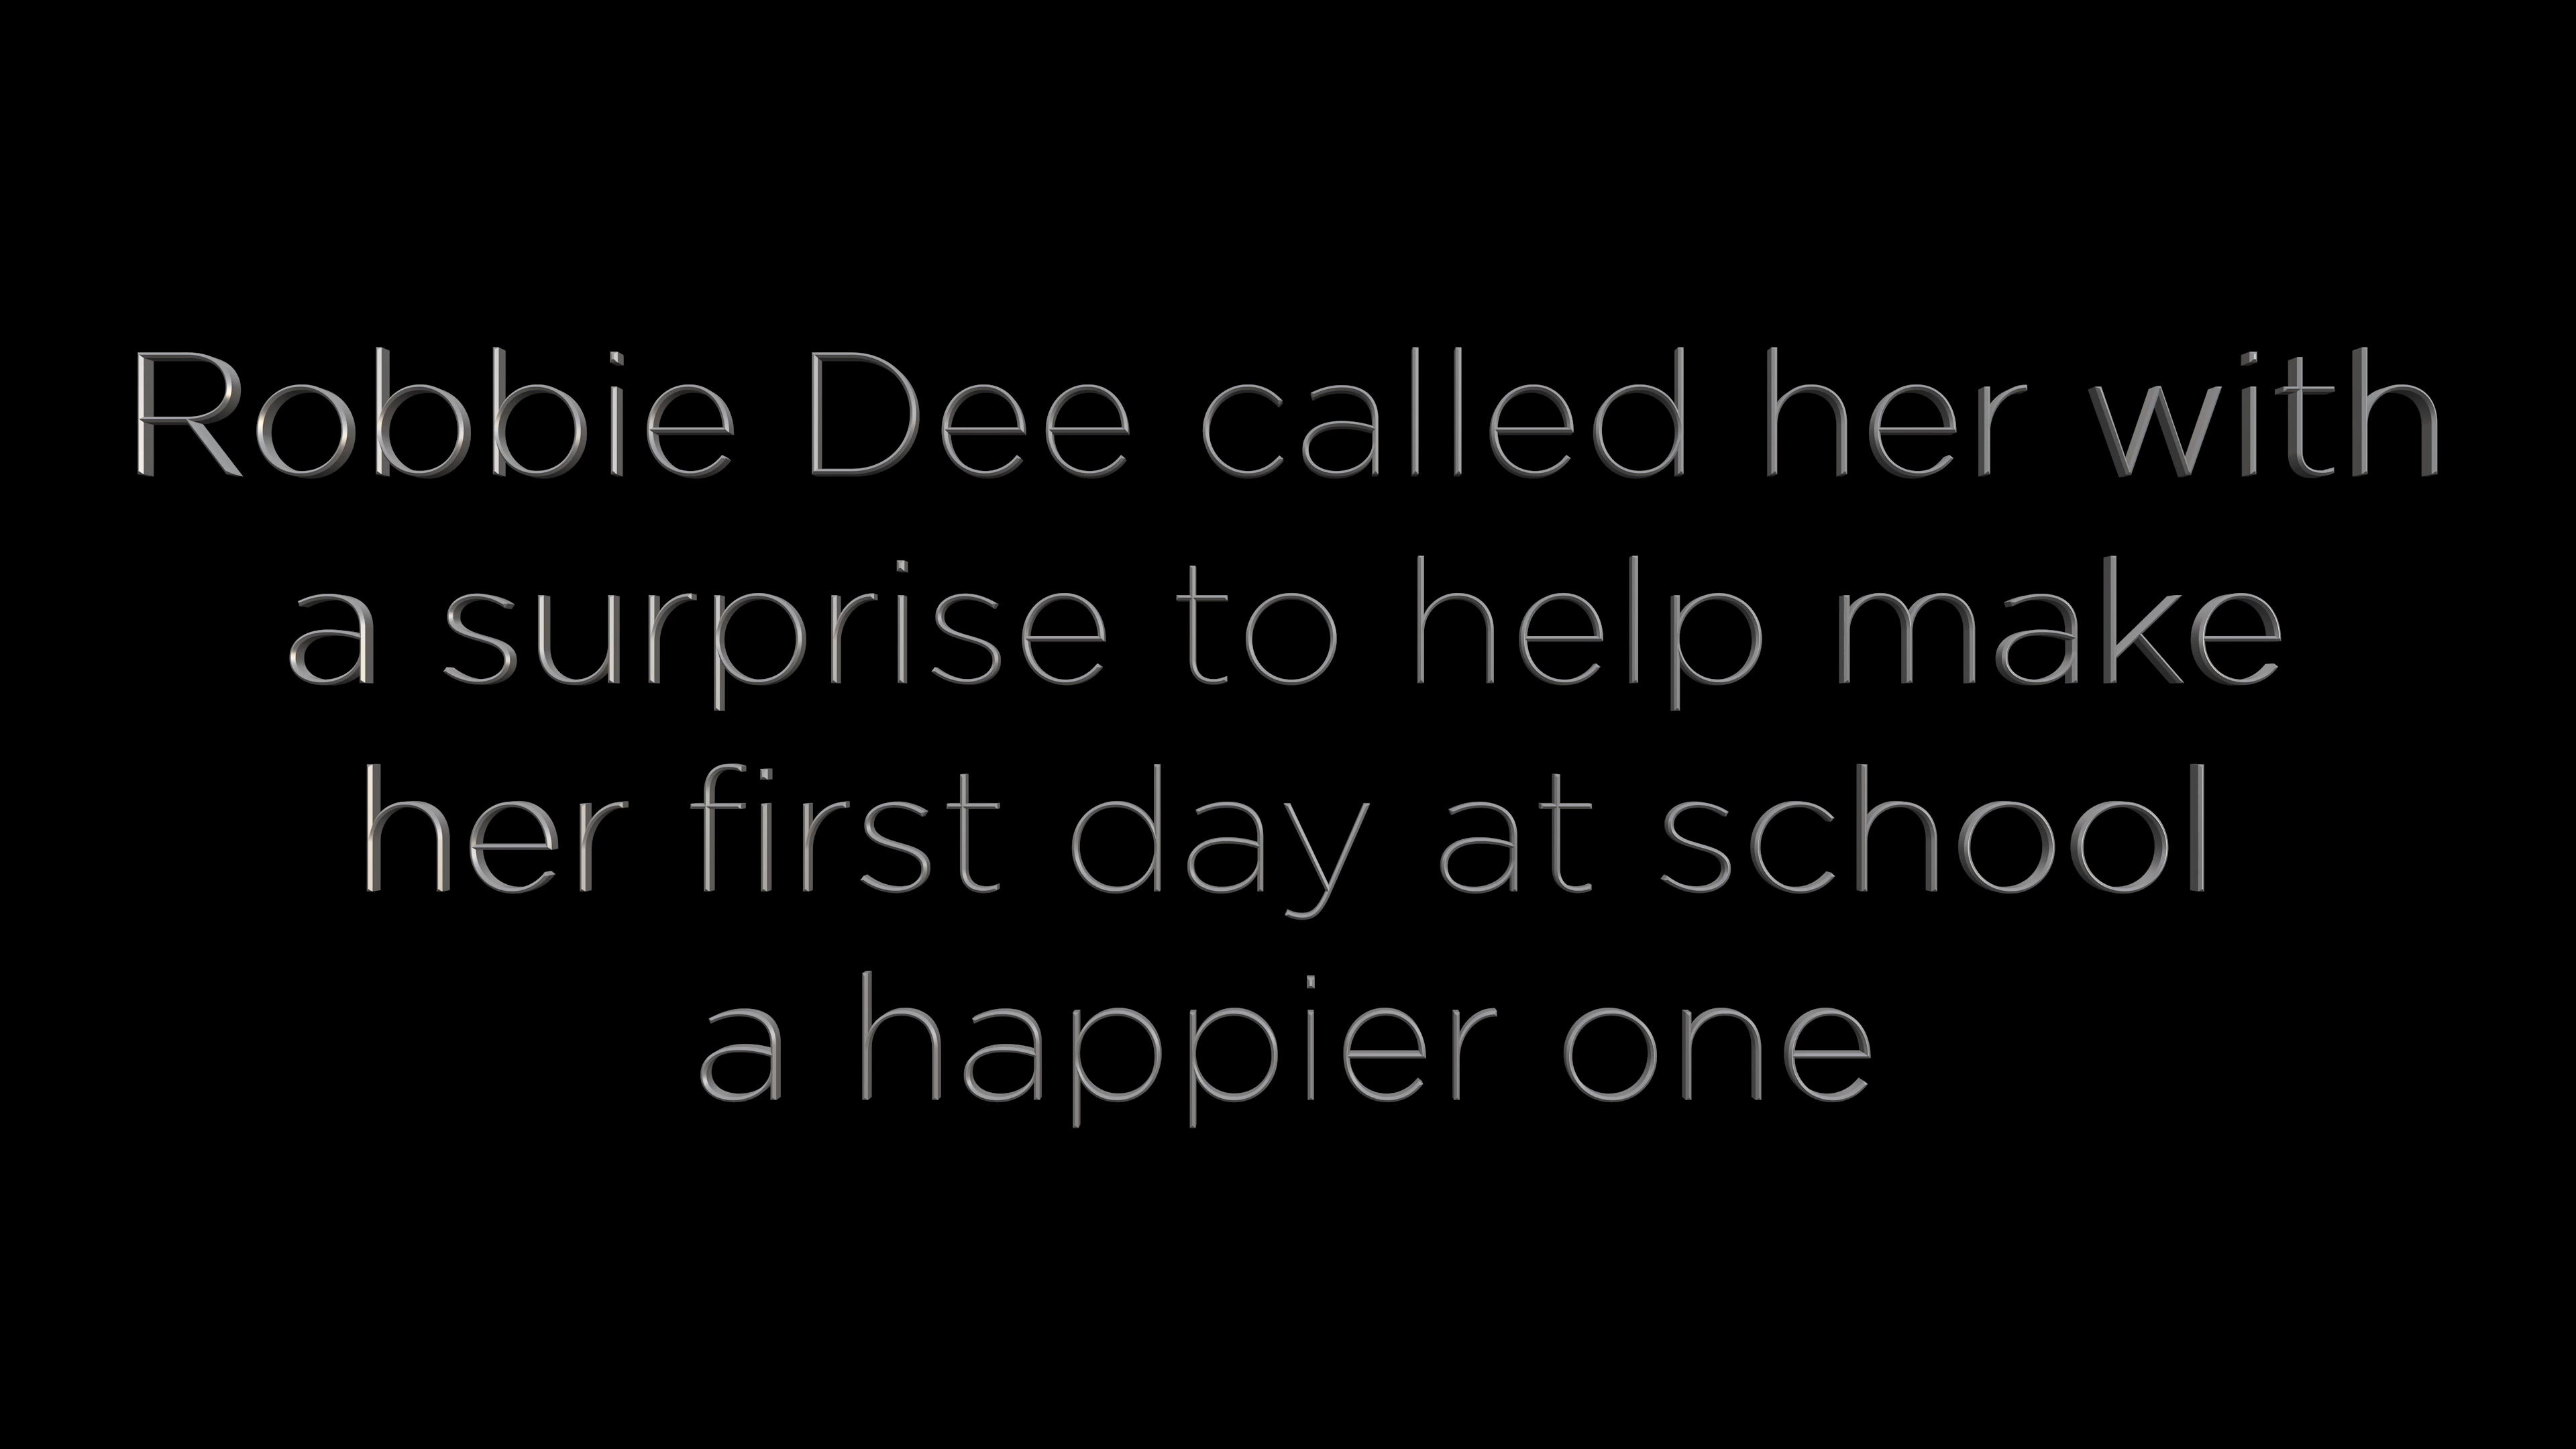 Robbie Dee called her with
a surprise to help make
her first day at school
a happier one